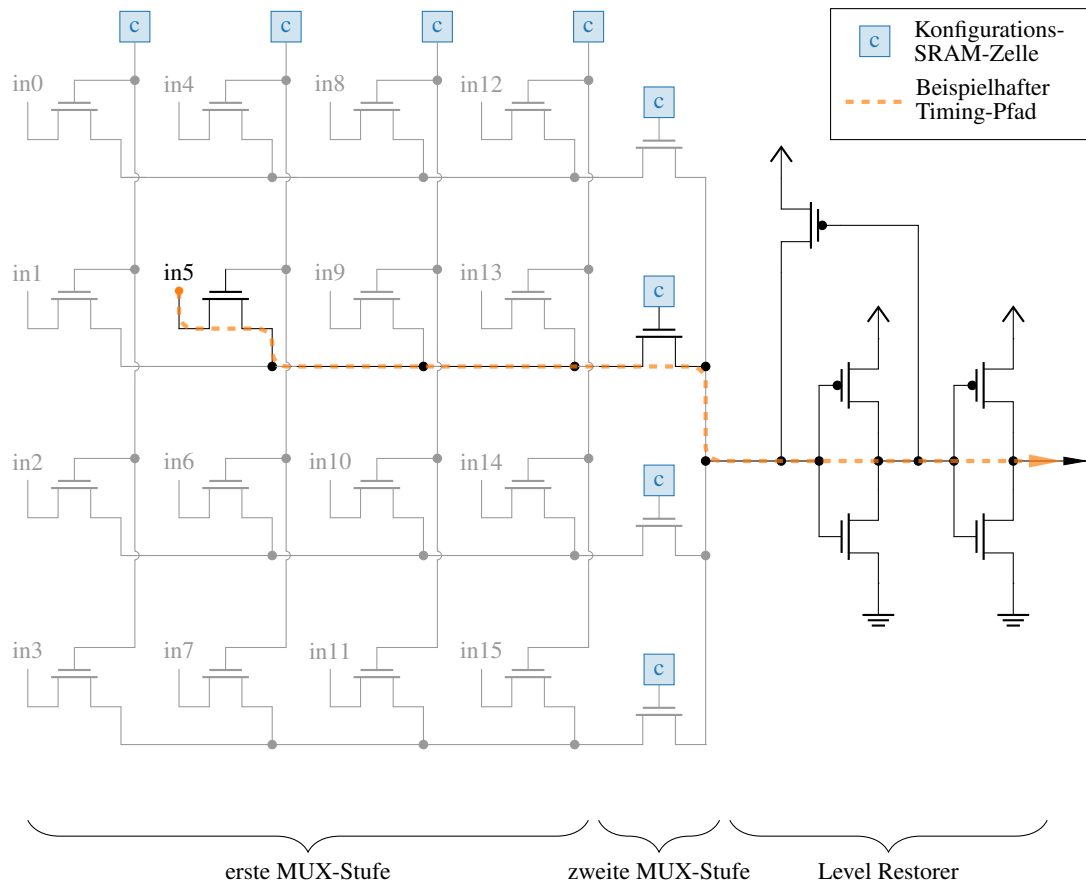 c c c c
c Konfigurations-
SRAM-Zelle
Beispielhafter
Timing-Pfad
in0 in4 in8 in12
c
in1 in5 in9 in13
c
in2 in6 in10 in14
c
in3 in7 in11 in15
c
erste MUX-Stufe zweite MUX-Stufe Level Restorer